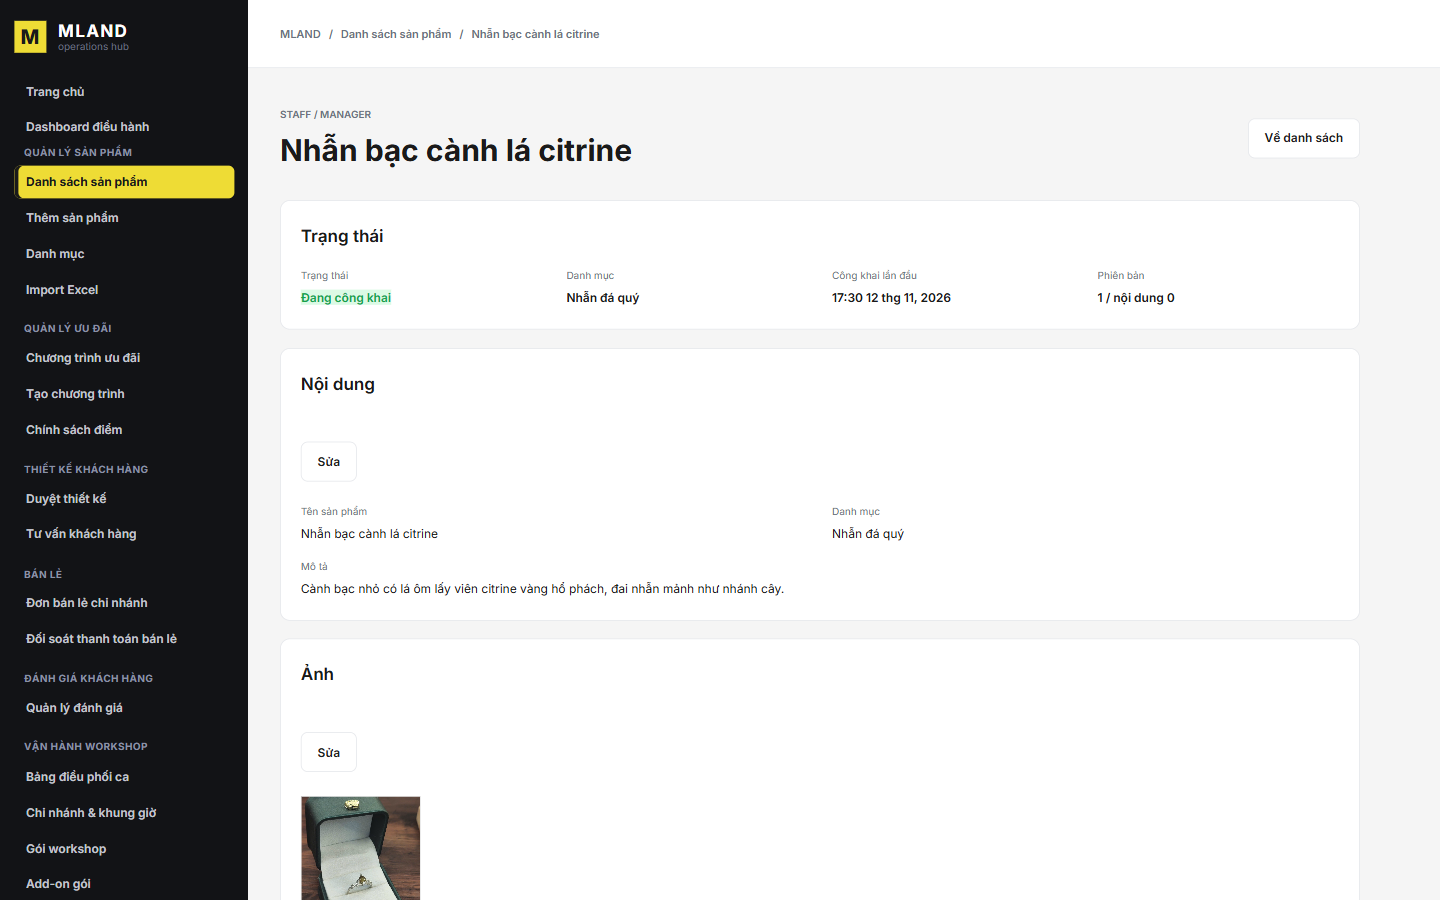 M
MLAND
operations hub
Trang chủ
Dashboard điều hành
QUẢN LÝ SẢN PHẨM
Danh sách sản phẩm
Thêm sản phẩm
Danh mục
Import Excel
QUẢN LÝ ƯU ĐÃI
Chương trình ưu đãi
Tạo chương trình
Chính sách điểm
THIẾT KẾ KHÁCH HÀNG
Duyệt thiết kế
Tư vấn khách hàng
BÁN LẺ
Đơn bán lẻ chi nhánh
Đối soát thanh toán bán lẻ
ĐÁNH GIÁ KHÁCH HÀNG
Quản lý đánh giá
VẬN HÀNH WORKSHOP
Bảng điều phối ca
Chi nhánh & khung giờ
Gói workshop
Add-on gói
MLAND / Danh sách sản phẩm / Nhẫn bạc cành lá citrine
STAFF / MANAGER
Nhẫn bạc cành lá citrine
Về danh sách
Trạng thái
Trạng thái
Đang công khai
Danh mục
Nhẫn đá quý
Công khai lần đầu
17:30 12 thg 11, 2026
Phiên bản
1 / nội dung 0
Nội dung
Sửa
Tên sản phẩm
Nhẫn bạc cành lá citrine
Danh mục
Nhẫn đá quý
Mô tả
Cành bạc nhỏ có lá ôm lấy viên citrine vàng hổ phách, đai nhẫn mảnh như nhánh cây.
Ảnh
Sửa